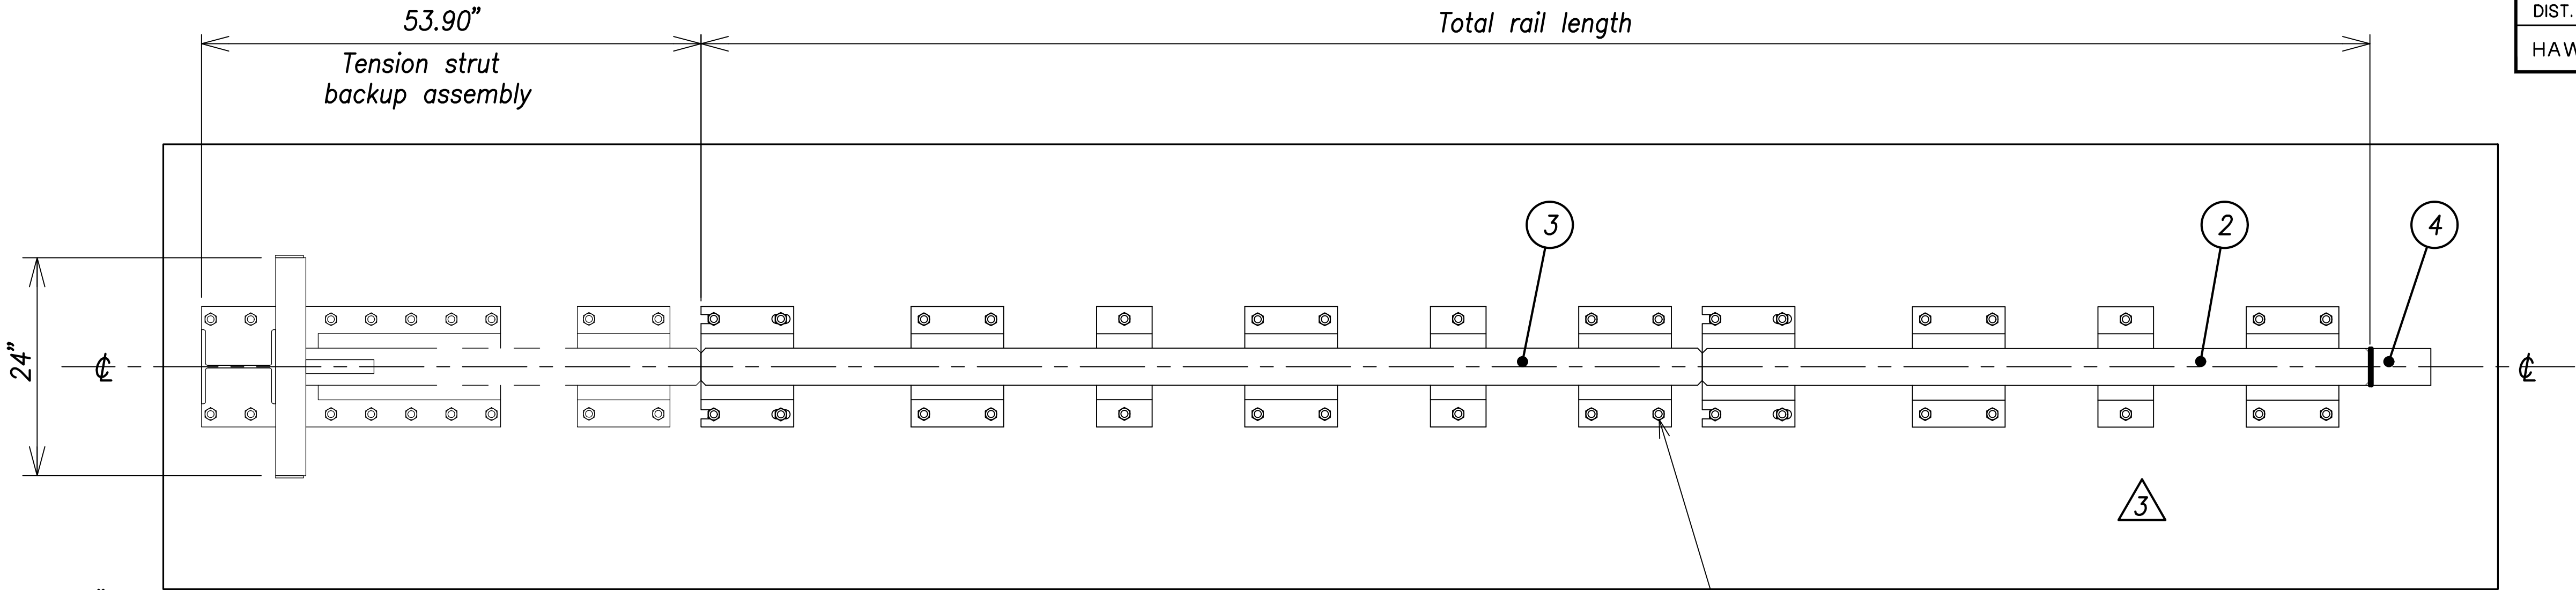 53.90"
Total rail length
DIST.
HAW
Tension strut
backup assembly
3
2
4
24"
℄
℄
3